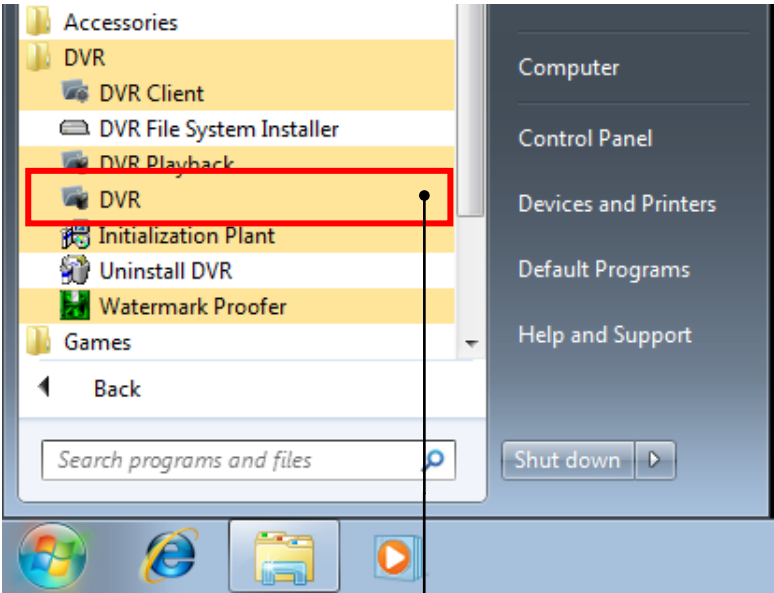 Accessories
DVR
DVR Client
DVR File System Installer
DVR Playback
DVR
Initialization Plant
Uninstall DVR
Watermark Proofer
Games
Back
Search programs and files
Computer
Control Panel
Devices and Printers
Default Programs
Help and Support
Shut down